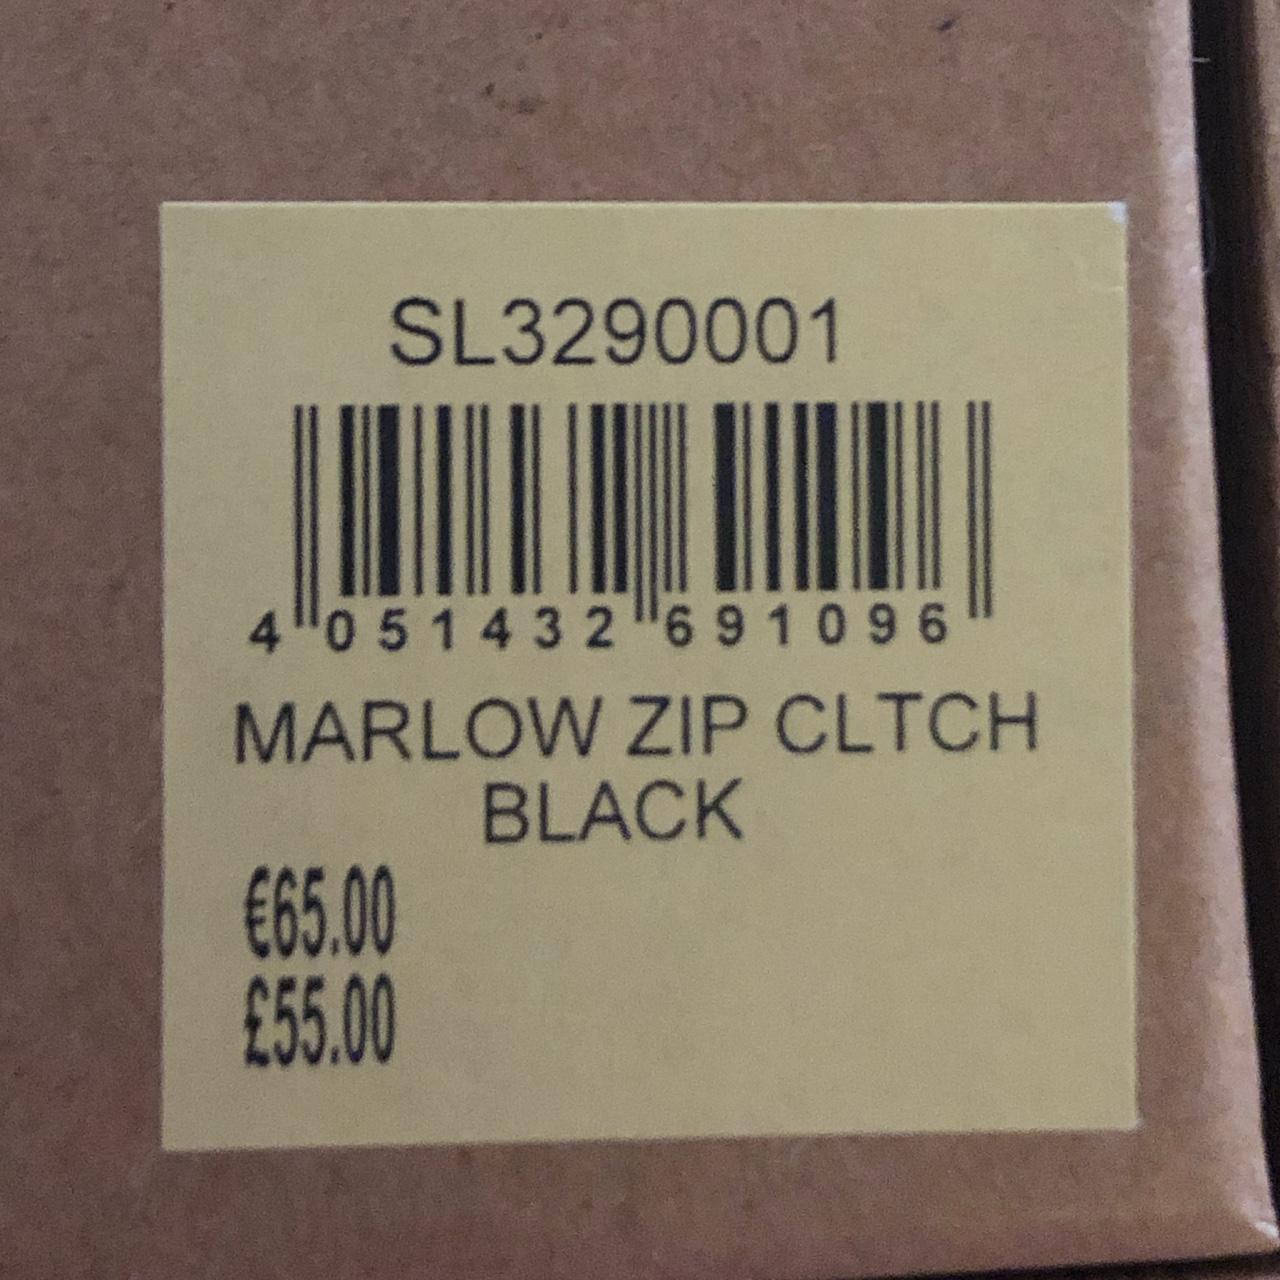 SL3290001
4 051432 691096
MARLOW ZIP CLTCH
BLACK
€65.00
£55.00